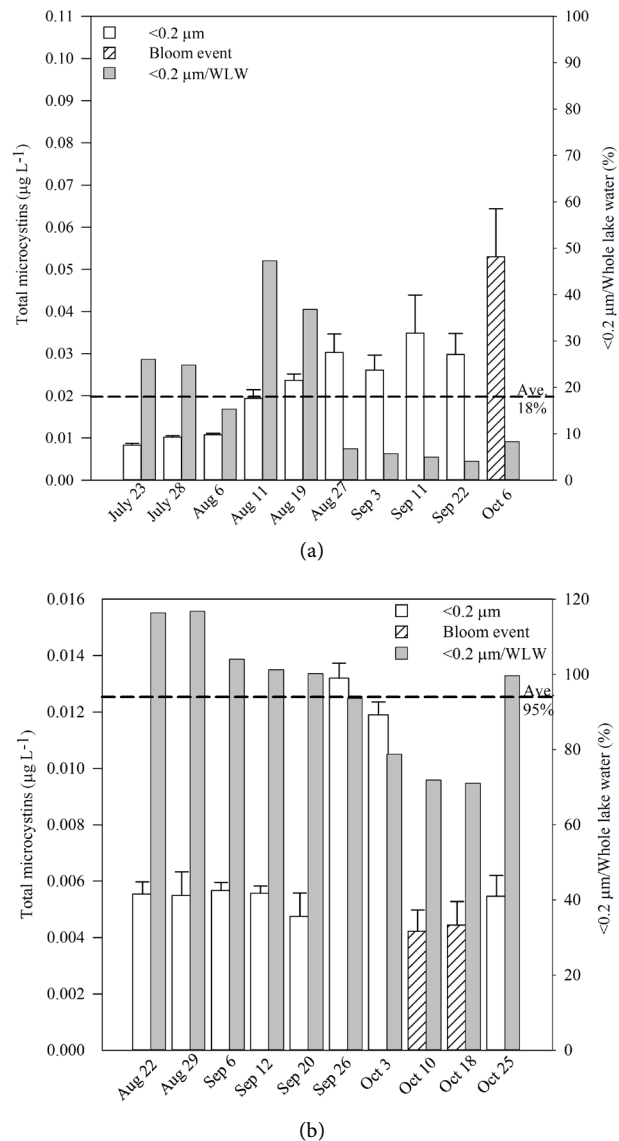 0.11
0.10
0.09
0.08
0.07
0.06
0.05
0.04
0.03
0.02
0.01
0.00
Total microcystins (µg L-1)
<0.2 µm
Bloom event
<0.2 µm/WLW
100
90
80
70
60
50
40
30
20
10
0
<0.2 µm/Whole lake water (%)
Ave.
18%
July 23
July 28
Aug 6
Aug 11
Aug 19
Aug 27
Sep 3
Sep 11
Sep 22
Oct 6
(a)
0.016
0.014
0.012
0.010
0.008
0.006
0.004
0.002
0.000
Total microcystins (µg L-1)
<0.2 µm
Bloom event
<0.2 µm/WLW
120
100
80
60
40
20
0
<0.2 µm/Whole lake water (%)
Ave.
95%
Aug 22
Aug 29
Sep 6
Sep 12
Sep 20
Sep 26
Oct 3
Oct 10
Oct 18
Oct 25
(b)